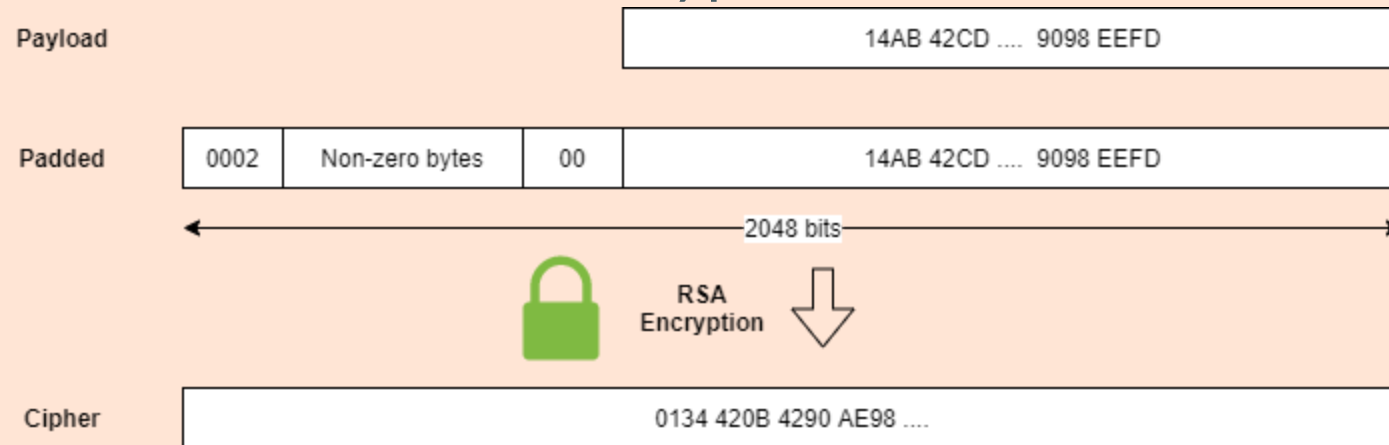 Payload
14AB 42CD .... 9098 EEFD
Padded
0002
Non-zero bytes
00
14AB 42CD .... 9098 EEFD
2048 bits
RSA
Encryption
Cipher
0134 420B 4290 AE98 ....